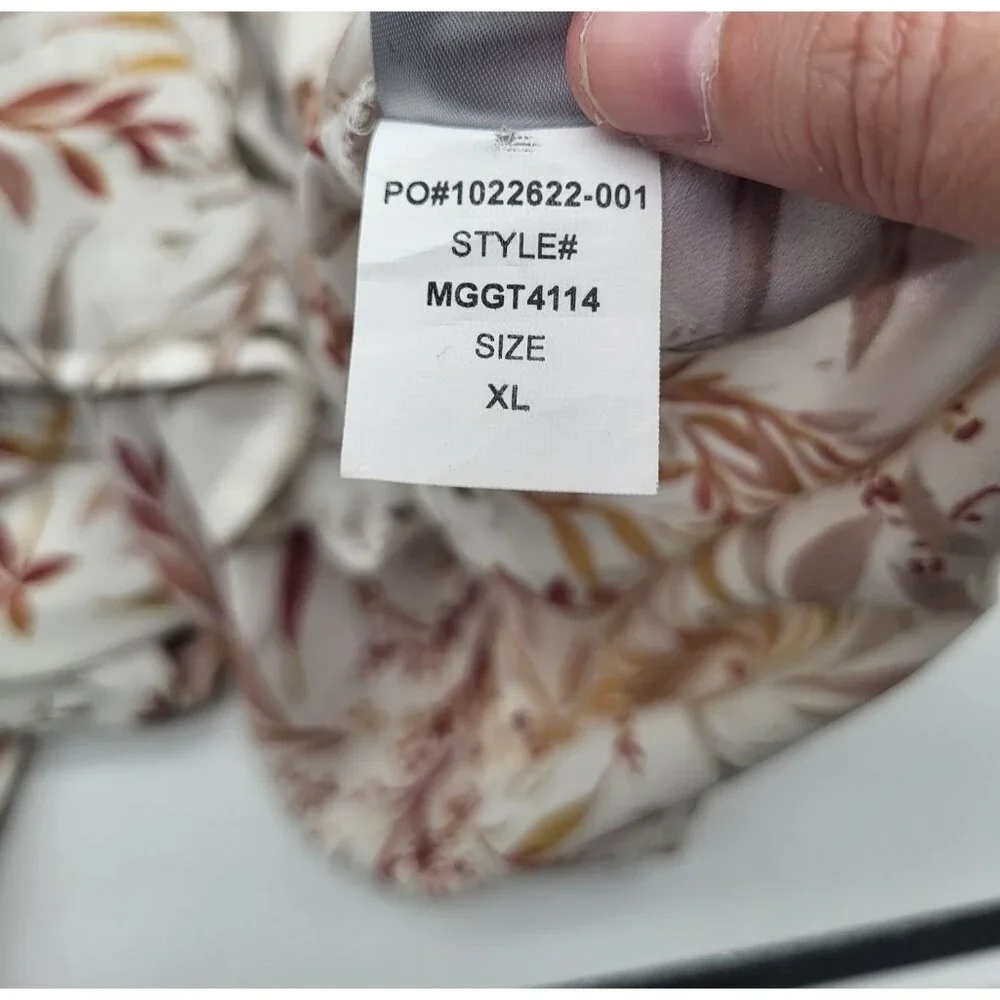 PO#1022622-001
STYLE#
MGGT4114
SIZE
XL